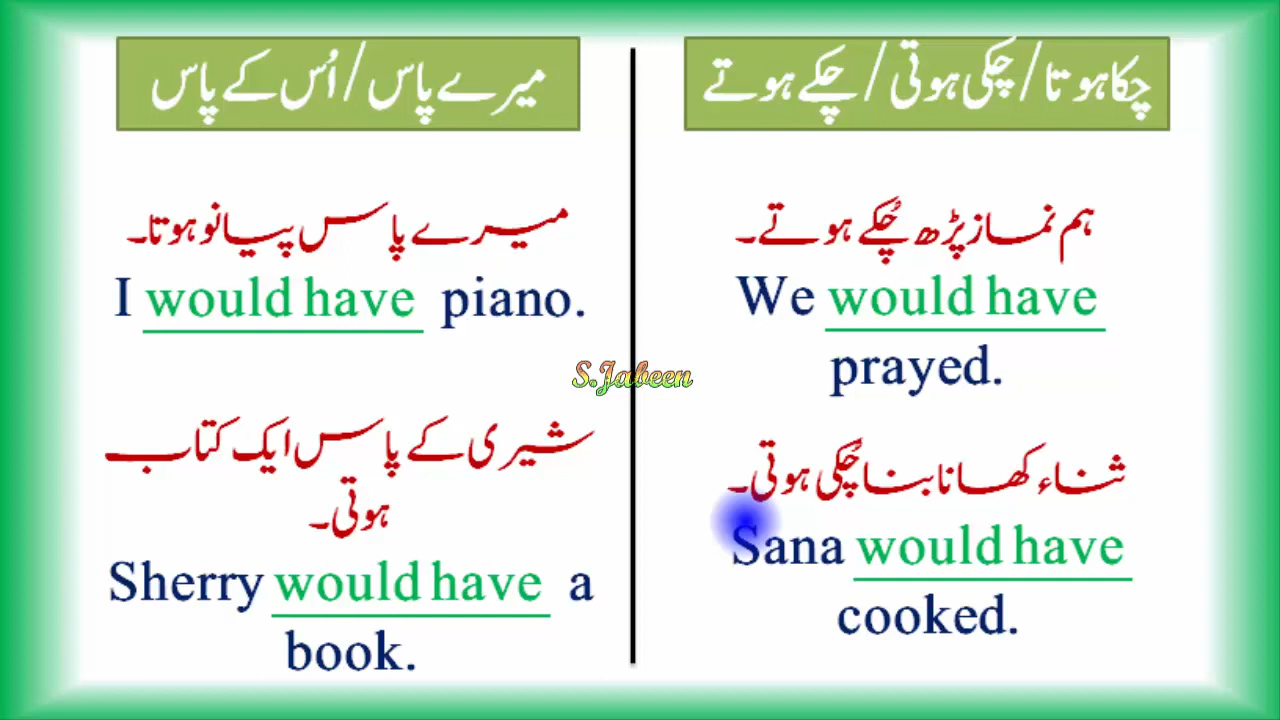 میرے پاس/اُس کے پاس
میرے پاس پیانو ہوتا۔
I would have piano.
شیری کے پاس ایک کتاب
ہوتی۔
Sherry would have a
book.
چکا ہوتا/چکی ہوتی/چکے ہوتے
ہم نماز پڑھ چُکے ہوتے۔
We would have
prayed.
ثناء کھانا بنا چُکی ہوتی۔
Sana would have
cooked.
S.Jabeen